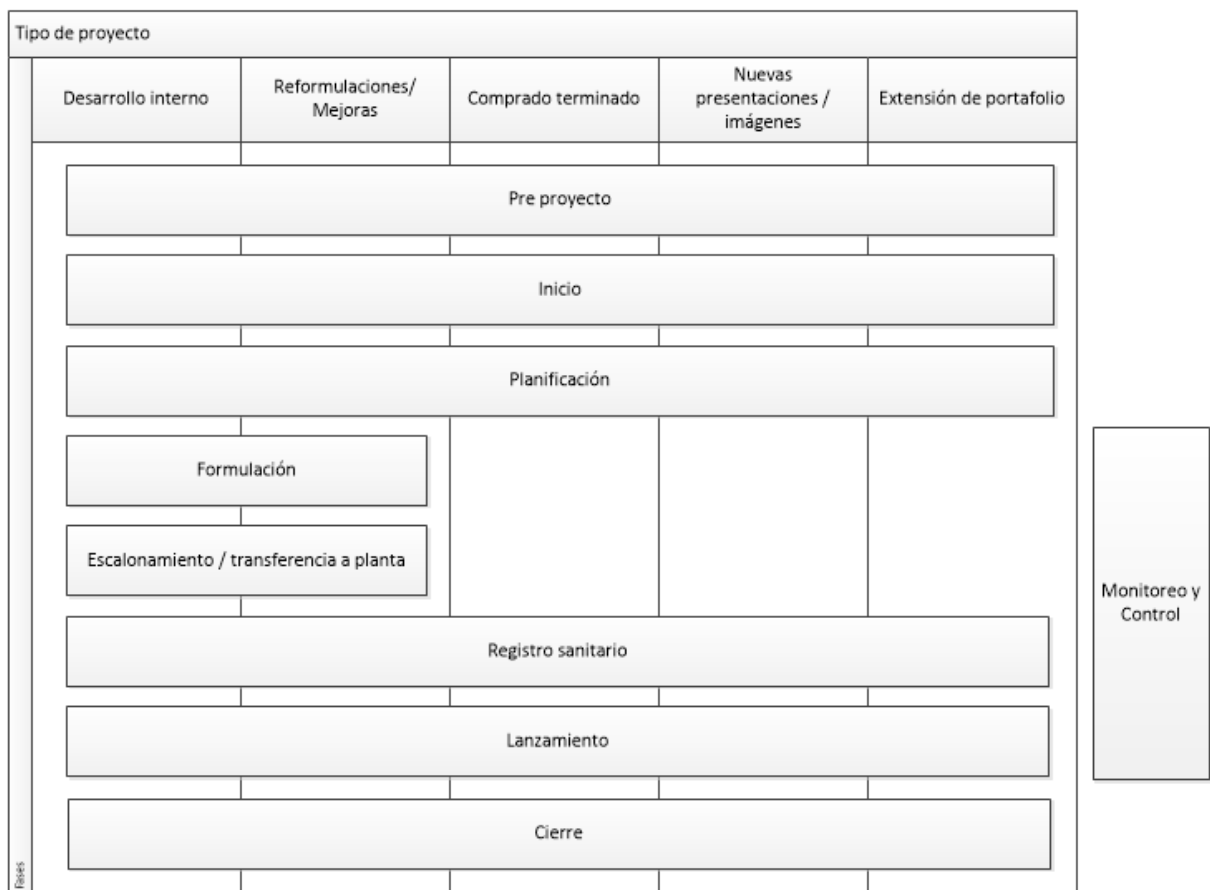 Tipo de proyecto
Desarrollo interno
Reformulaciones/
Mejoras
Comprado terminado
Nuevas
presentaciones /
imágenes
Extensión de portafolio
Pre proyecto
Inicio
Planificación
Formulación
Escalonamiento / transferencia a planta
Registro sanitario
Lanzamiento
Cierre
Fases
Monitoreo y
Control